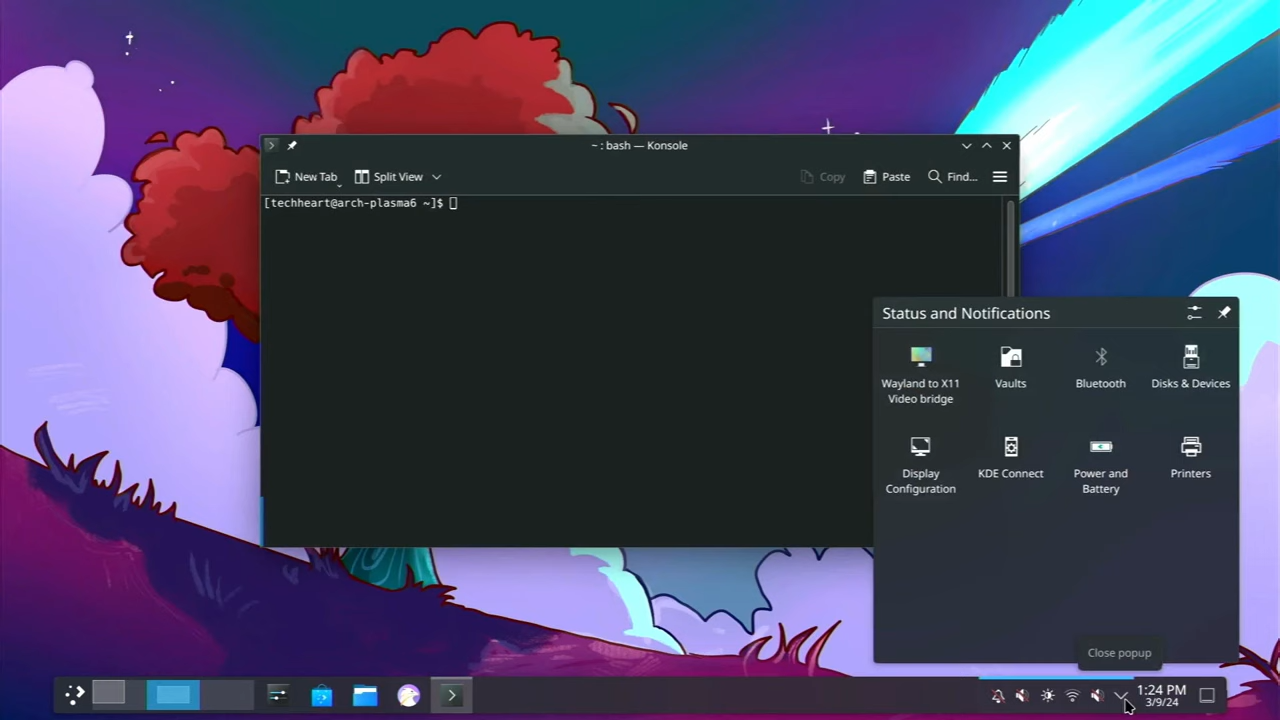 ~ : bash — Konsole
New Tab
Split View
Copy
Paste
Find...
[techheart@arch-plasma6 ~]$
Status and Notifications
Wayland to X11
Video bridge
Vaults
Bluetooth
Disks & Devices
Display
Configuration
KDE Connect
Power and
Battery
Printers
Close popup
1:24 PM
3/9/24